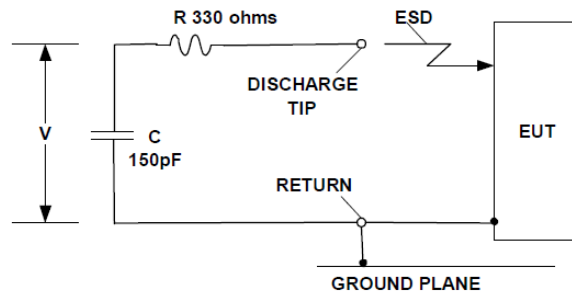 R 330 ohms
ESD
DISCHARGE
TIP
V
C
150pF
EUT
RETURN
GROUND PLANE